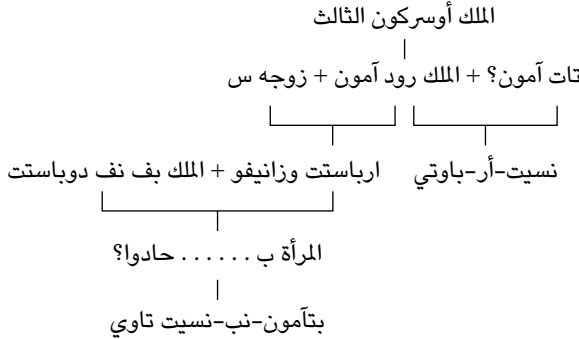 الملك أوسركون الثالث
تات آمون؟ + الملك رود آمون + زوجه س
نسيت-أر-باوتي
ارباستت وزانيفو + الملك بف نف دوباستت
المرأة ب . . . . . . حادوا؟
بتآمون-نب-نسيت تاوي